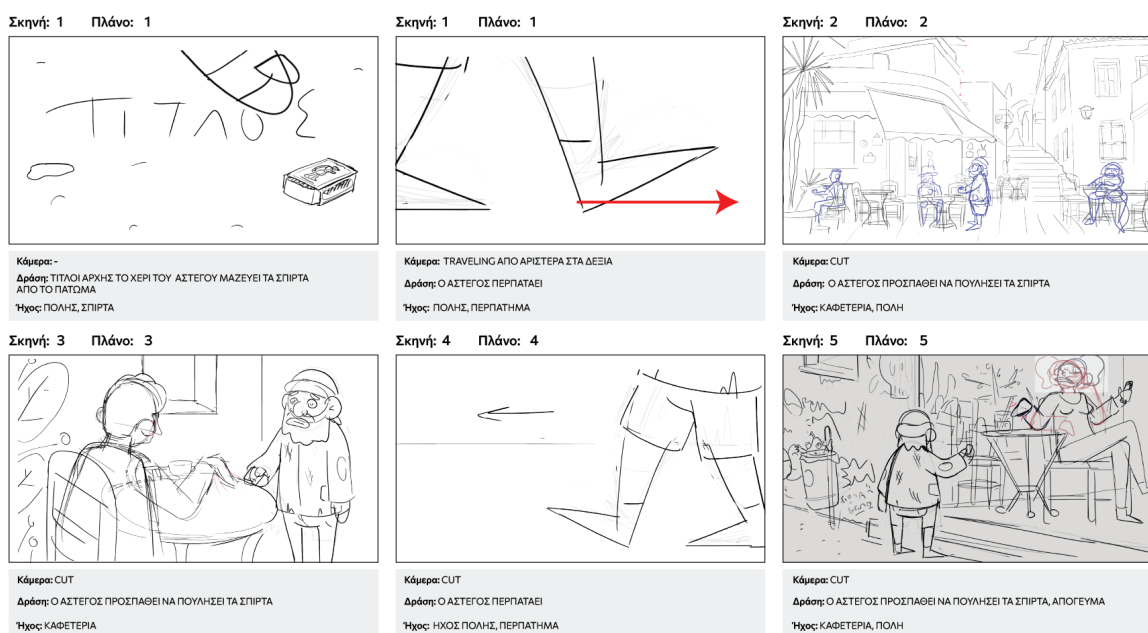 Σκηνή: 1 Πλάνο: 1
ΤΙΤΛΟΣ
Κάμερα: -
Δράση: ΤΙΤΛΟΙ ΑΡΧΗΣ ΤΟ ΧΕΡΙ ΤΟΥ ΑΣΤΕΓΟΥ ΜΑΖΕΥΕΙ ΤΑ ΣΠΙΡΤΑ
ΑΠΟ ΤΟ ΠΑΤΩΜΑ
Ήχος: ΠΟΛΗΣ, ΣΠΙΡΤΑ
Σκηνή: 1 Πλάνο: 1
Κάμερα: TRAVELING ΑΠΟ ΑΡΙΣΤΕΡΑ ΣΤΑ ΔΕΞΙΑ
Δράση: Ο ΑΣΤΕΓΟΣ ΠΕΡΠΑΤΑΕΙ
Ήχος: ΠΟΛΗΣ, ΠΕΡΠΑΤΗΜΑ
Σκηνή: 2 Πλάνο: 2
Κάμερα: CUT
Δράση: Ο ΑΣΤΕΓΟΣ ΠΡΟΣΠΑΘΕΙ ΝΑ ΠΟΥΛΗΣΕΙ ΤΑ ΣΠΙΡΤΑ
Ήχος: ΚΑΦΕΤΕΡΙΑ, ΠΟΛΗ
Σκηνή: 3 Πλάνο: 3
Κάμερα: CUT
Δράση: Ο ΑΣΤΕΓΟΣ ΠΡΟΣΠΑΘΕΙ ΝΑ ΠΟΥΛΗΣΕΙ ΤΑ ΣΠΙΡΤΑ
Ήχος: ΚΑΦΕΤΕΡΙΑ
Σκηνή: 4 Πλάνο: 4
Κάμερα: CUT
Δράση: Ο ΑΣΤΕΓΟΣ ΠΕΡΠΑΤΑΕΙ
Ήχος: ΗΧΟΣ ΠΟΛΗΣ, ΠΕΡΠΑΤΗΜΑ
Σκηνή: 5 Πλάνο: 5
Κάμερα: CUT
Δράση: Ο ΑΣΤΕΓΟΣ ΠΡΟΣΠΑΘΕΙ ΝΑ ΠΟΥΛΗΣΕΙ ΤΑ ΣΠΙΡΤΑ, ΑΠΟΓΕΥΜΑ
Ήχος: ΚΑΦΕΤΕΡΙΑ, ΠΟΛΗ